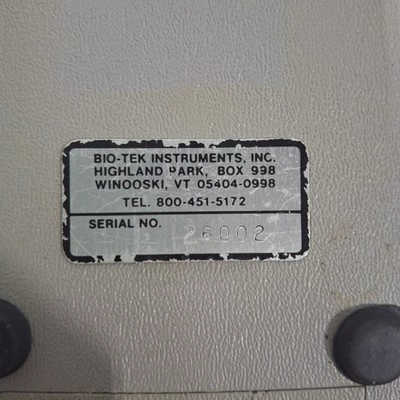 BIO-TEK INSTRUMENTS, INC.
HIGHLAND PARK, BOX 998
WINOOSKI, VT 05404-0998
TEL. 800-451-5172
SERIAL NO. 26002